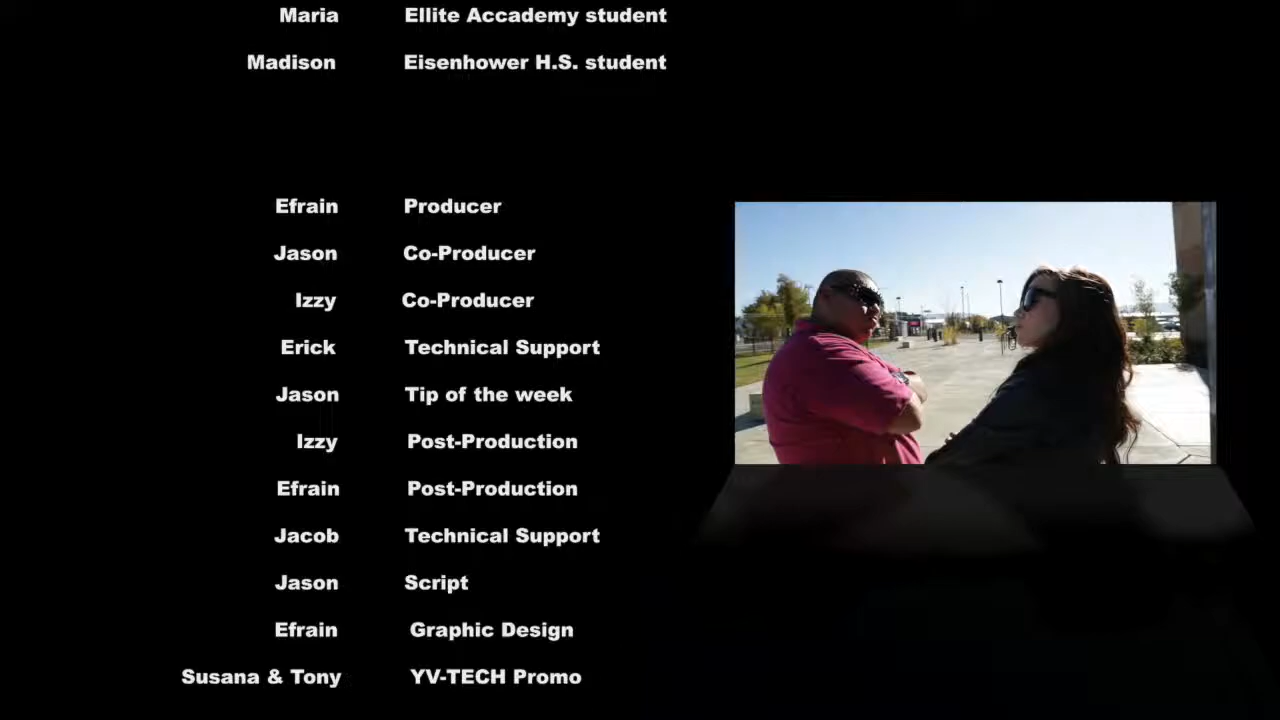 Maria Ellite Accademy student
Madison Eisenhower H.S. student
Efrain Producer
Jason Co-Producer
Izzy Co-Producer
Erick Technical Support
Jason Tip of the week
Izzy Post-Production
Efrain Post-Production
Jacob Technical Support
Jason Script
Efrain Graphic Design
Susana & Tony YV-TECH Promo